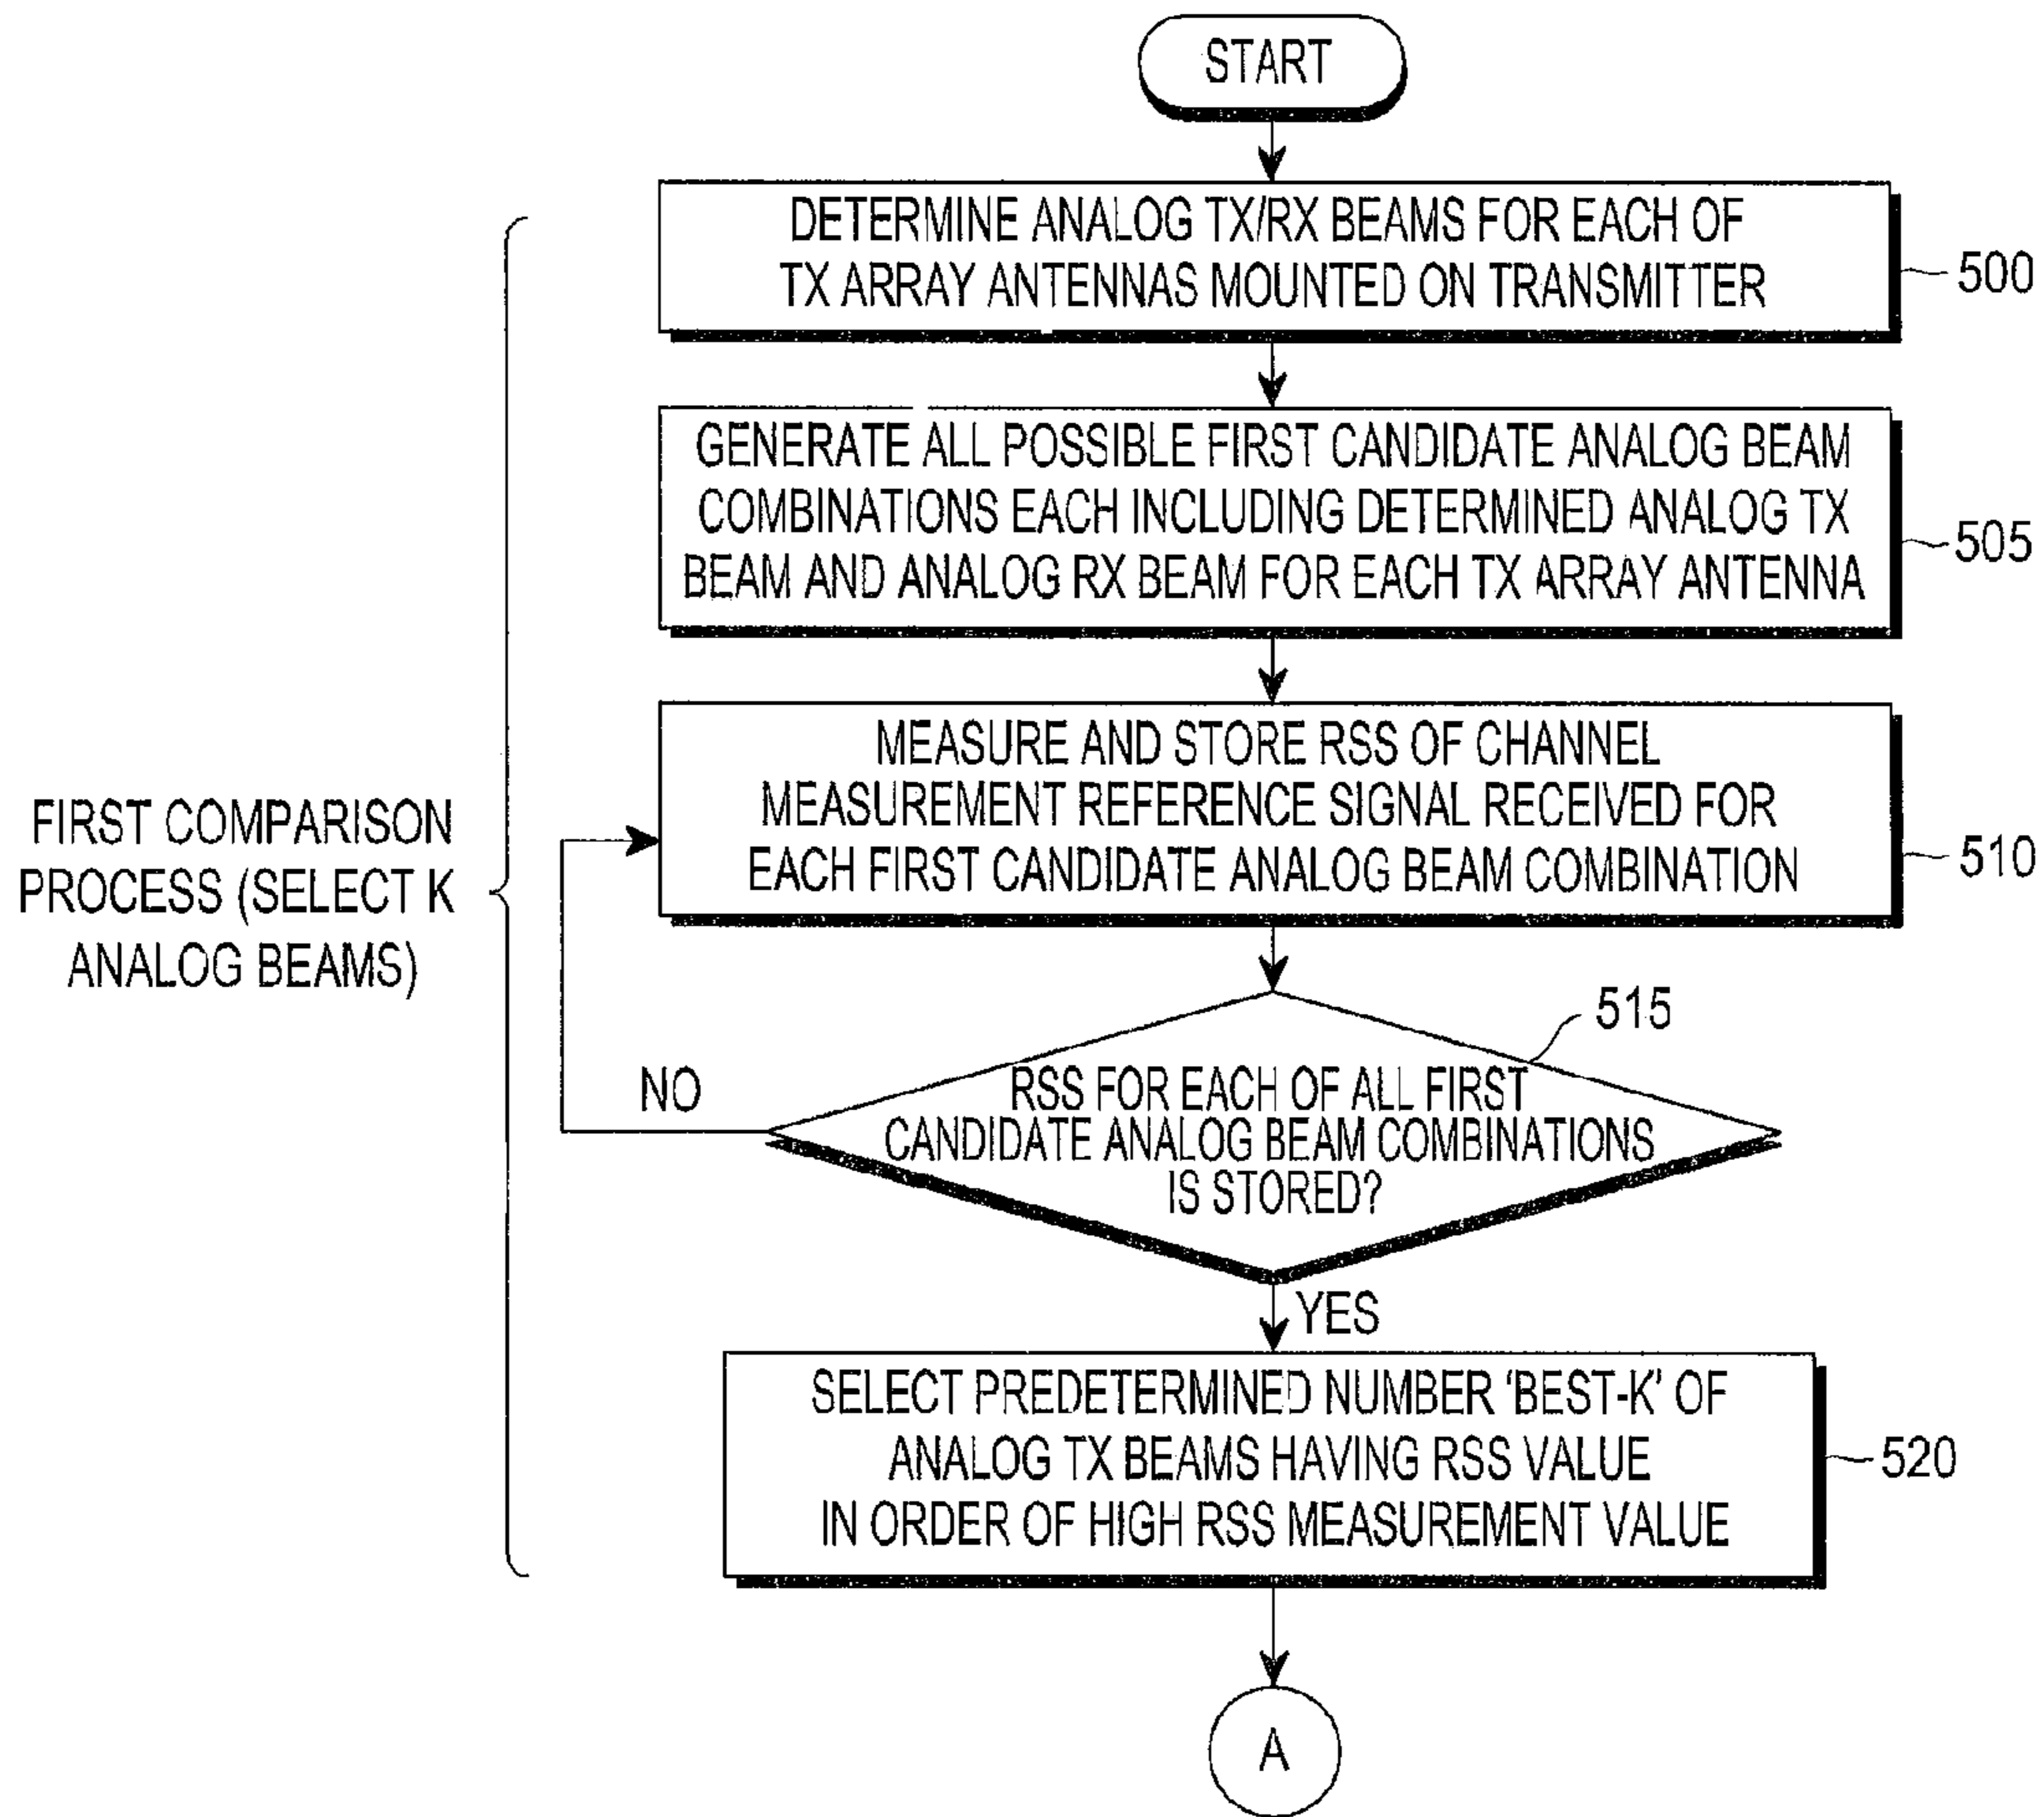 START
DETERMINE ANALOG TX/RX BEAMS FOR EACH OF
TX ARRAY ANTENNAS MOUNTED ON TRANSMITTER
500
GENERATE ALL POSSIBLE FIRST CANDIDATE ANALOG BEAM
COMBINATIONS EACH INCLUDING DETERMINED ANALOG TX
BEAM AND ANALOG RX BEAM FOR EACH TX ARRAY ANTENNA
505
MEASURE AND STORE RSS OF CHANNEL
MEASUREMENT REFERENCE SIGNAL RECEIVED FOR
EACH FIRST CANDIDATE ANALOG BEAM COMBINATION
510
FIRST COMPARISON
PROCESS (SELECT K
ANALOG BEAMS)
515
RSS FOR EACH OF ALL FIRST
CANDIDATE ANALOG BEAM COMBINATIONS
IS STORED?
NO
YES
SELECT PREDETERMINED NUMBER 'BEST-K' OF
ANALOG TX BEAMS HAVING RSS VALUE
IN ORDER OF HIGH RSS MEASUREMENT VALUE
520
A